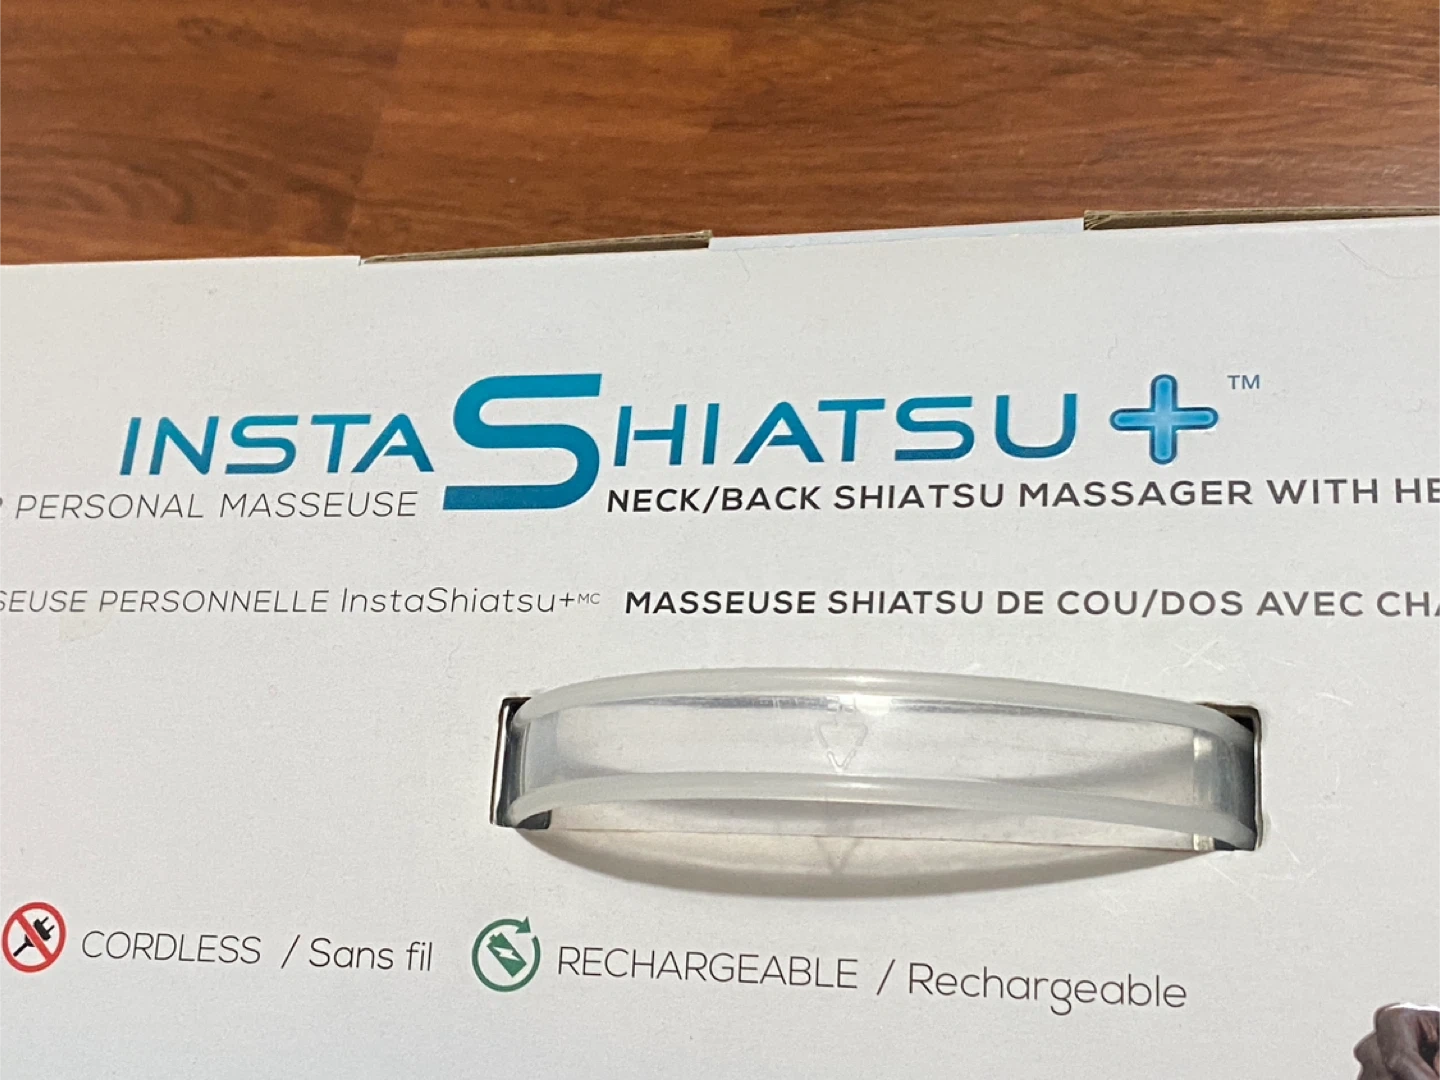 INSTASHIATSU+™
PERSONAL MASSEUSE NECK/BACK SHIATSU MASSAGER WITH
PERSONNELLE InstaShiatsu+MC MASSEUSE SHIATSU DE COU/DOS AVEC
CORDLESS / Sans fil RECHARGEABLE / Rechargeable